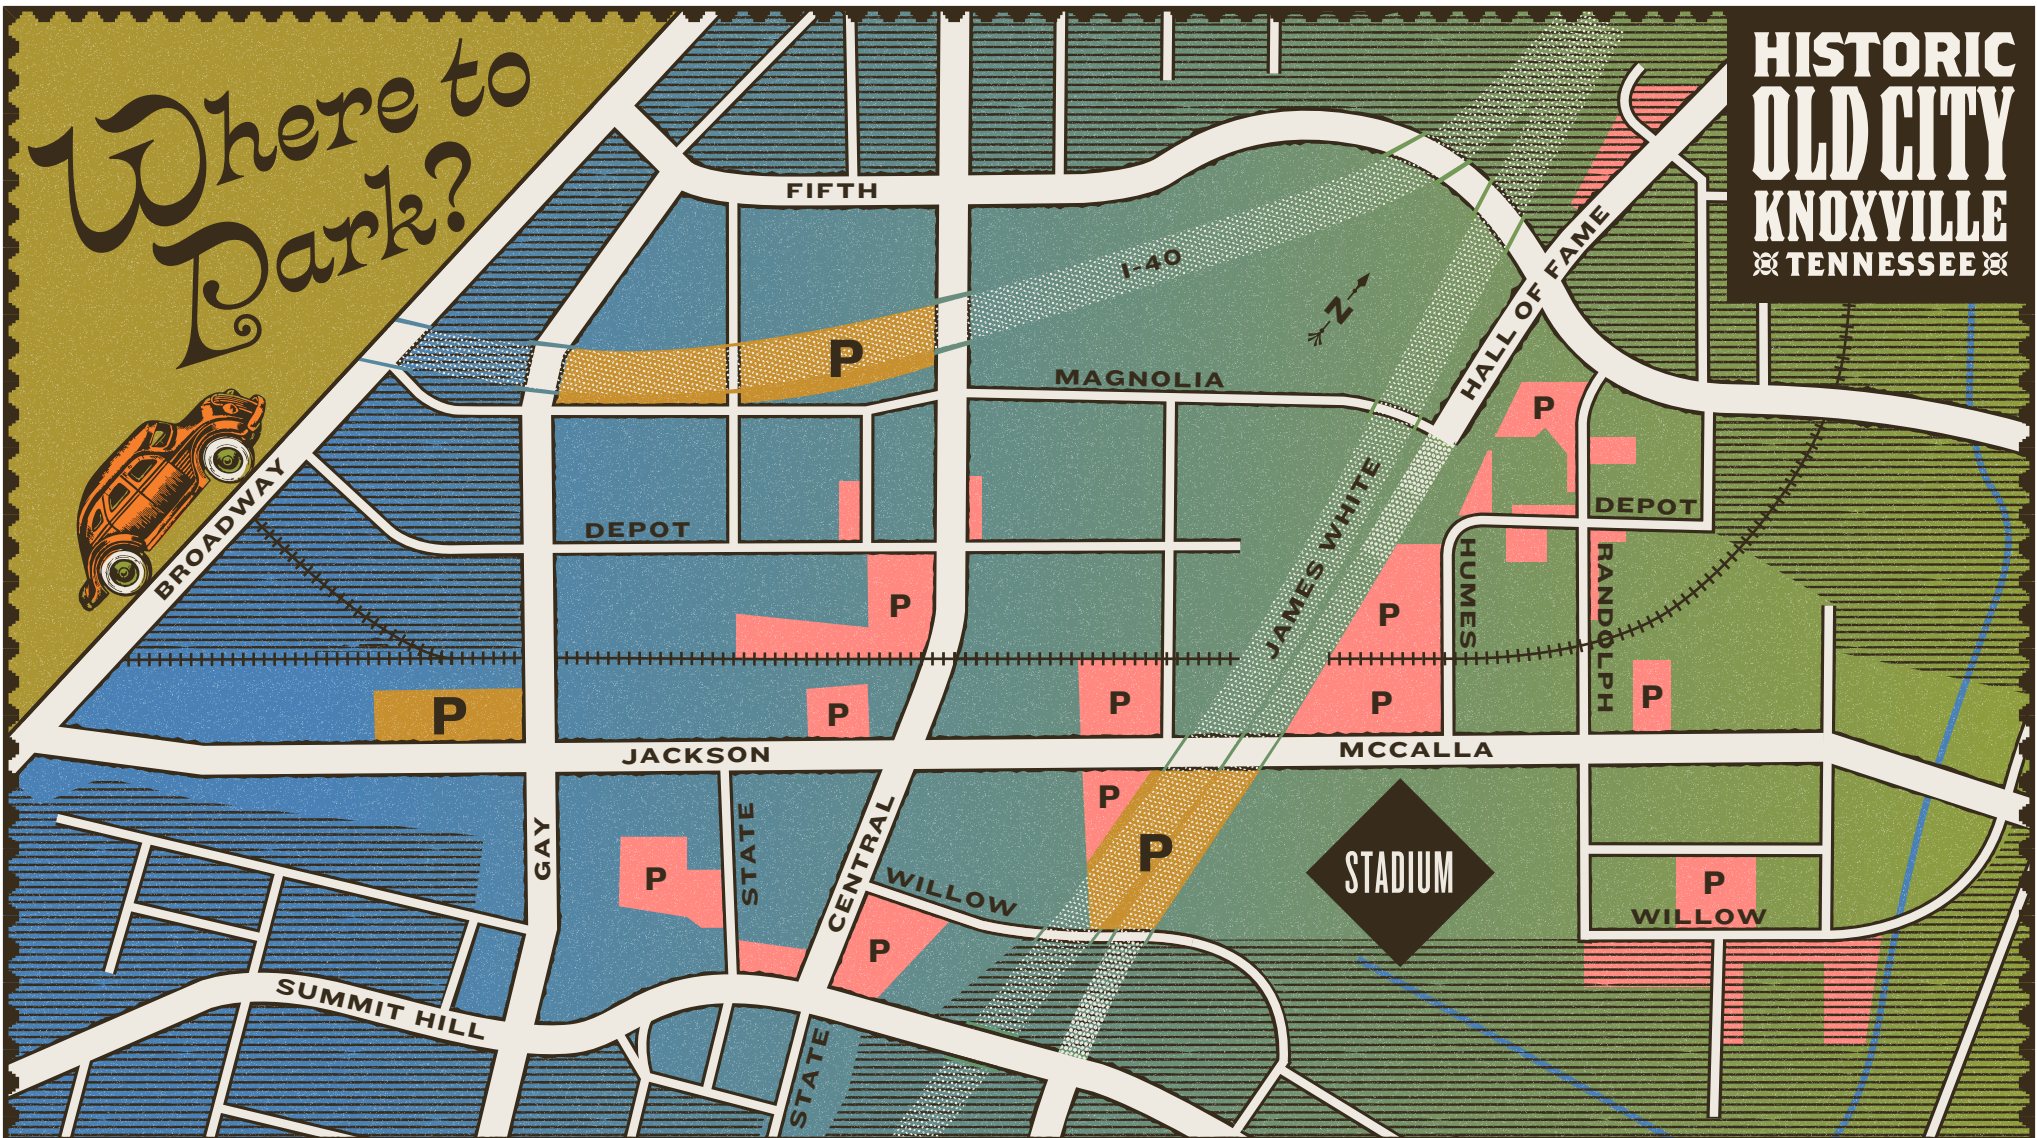 Where to
Park?
HISTORIC
OLD CITY
KNOXVILLE
TENNESSEE
FIFTH
I-40
N
HALL OF FAME
P
MAGNOLIA
P
BROADWAY
DEPOT
JAMES WHITE
DEPOT
HUMES
RANDOLPH
P
P
P
P
P
P
P
JACKSON
MCCALLA
GAY
STATE
CENTRAL
P
P
P
STADIUM
WILLOW
P
P
WILLOW
SUMMIT HILL
STATE